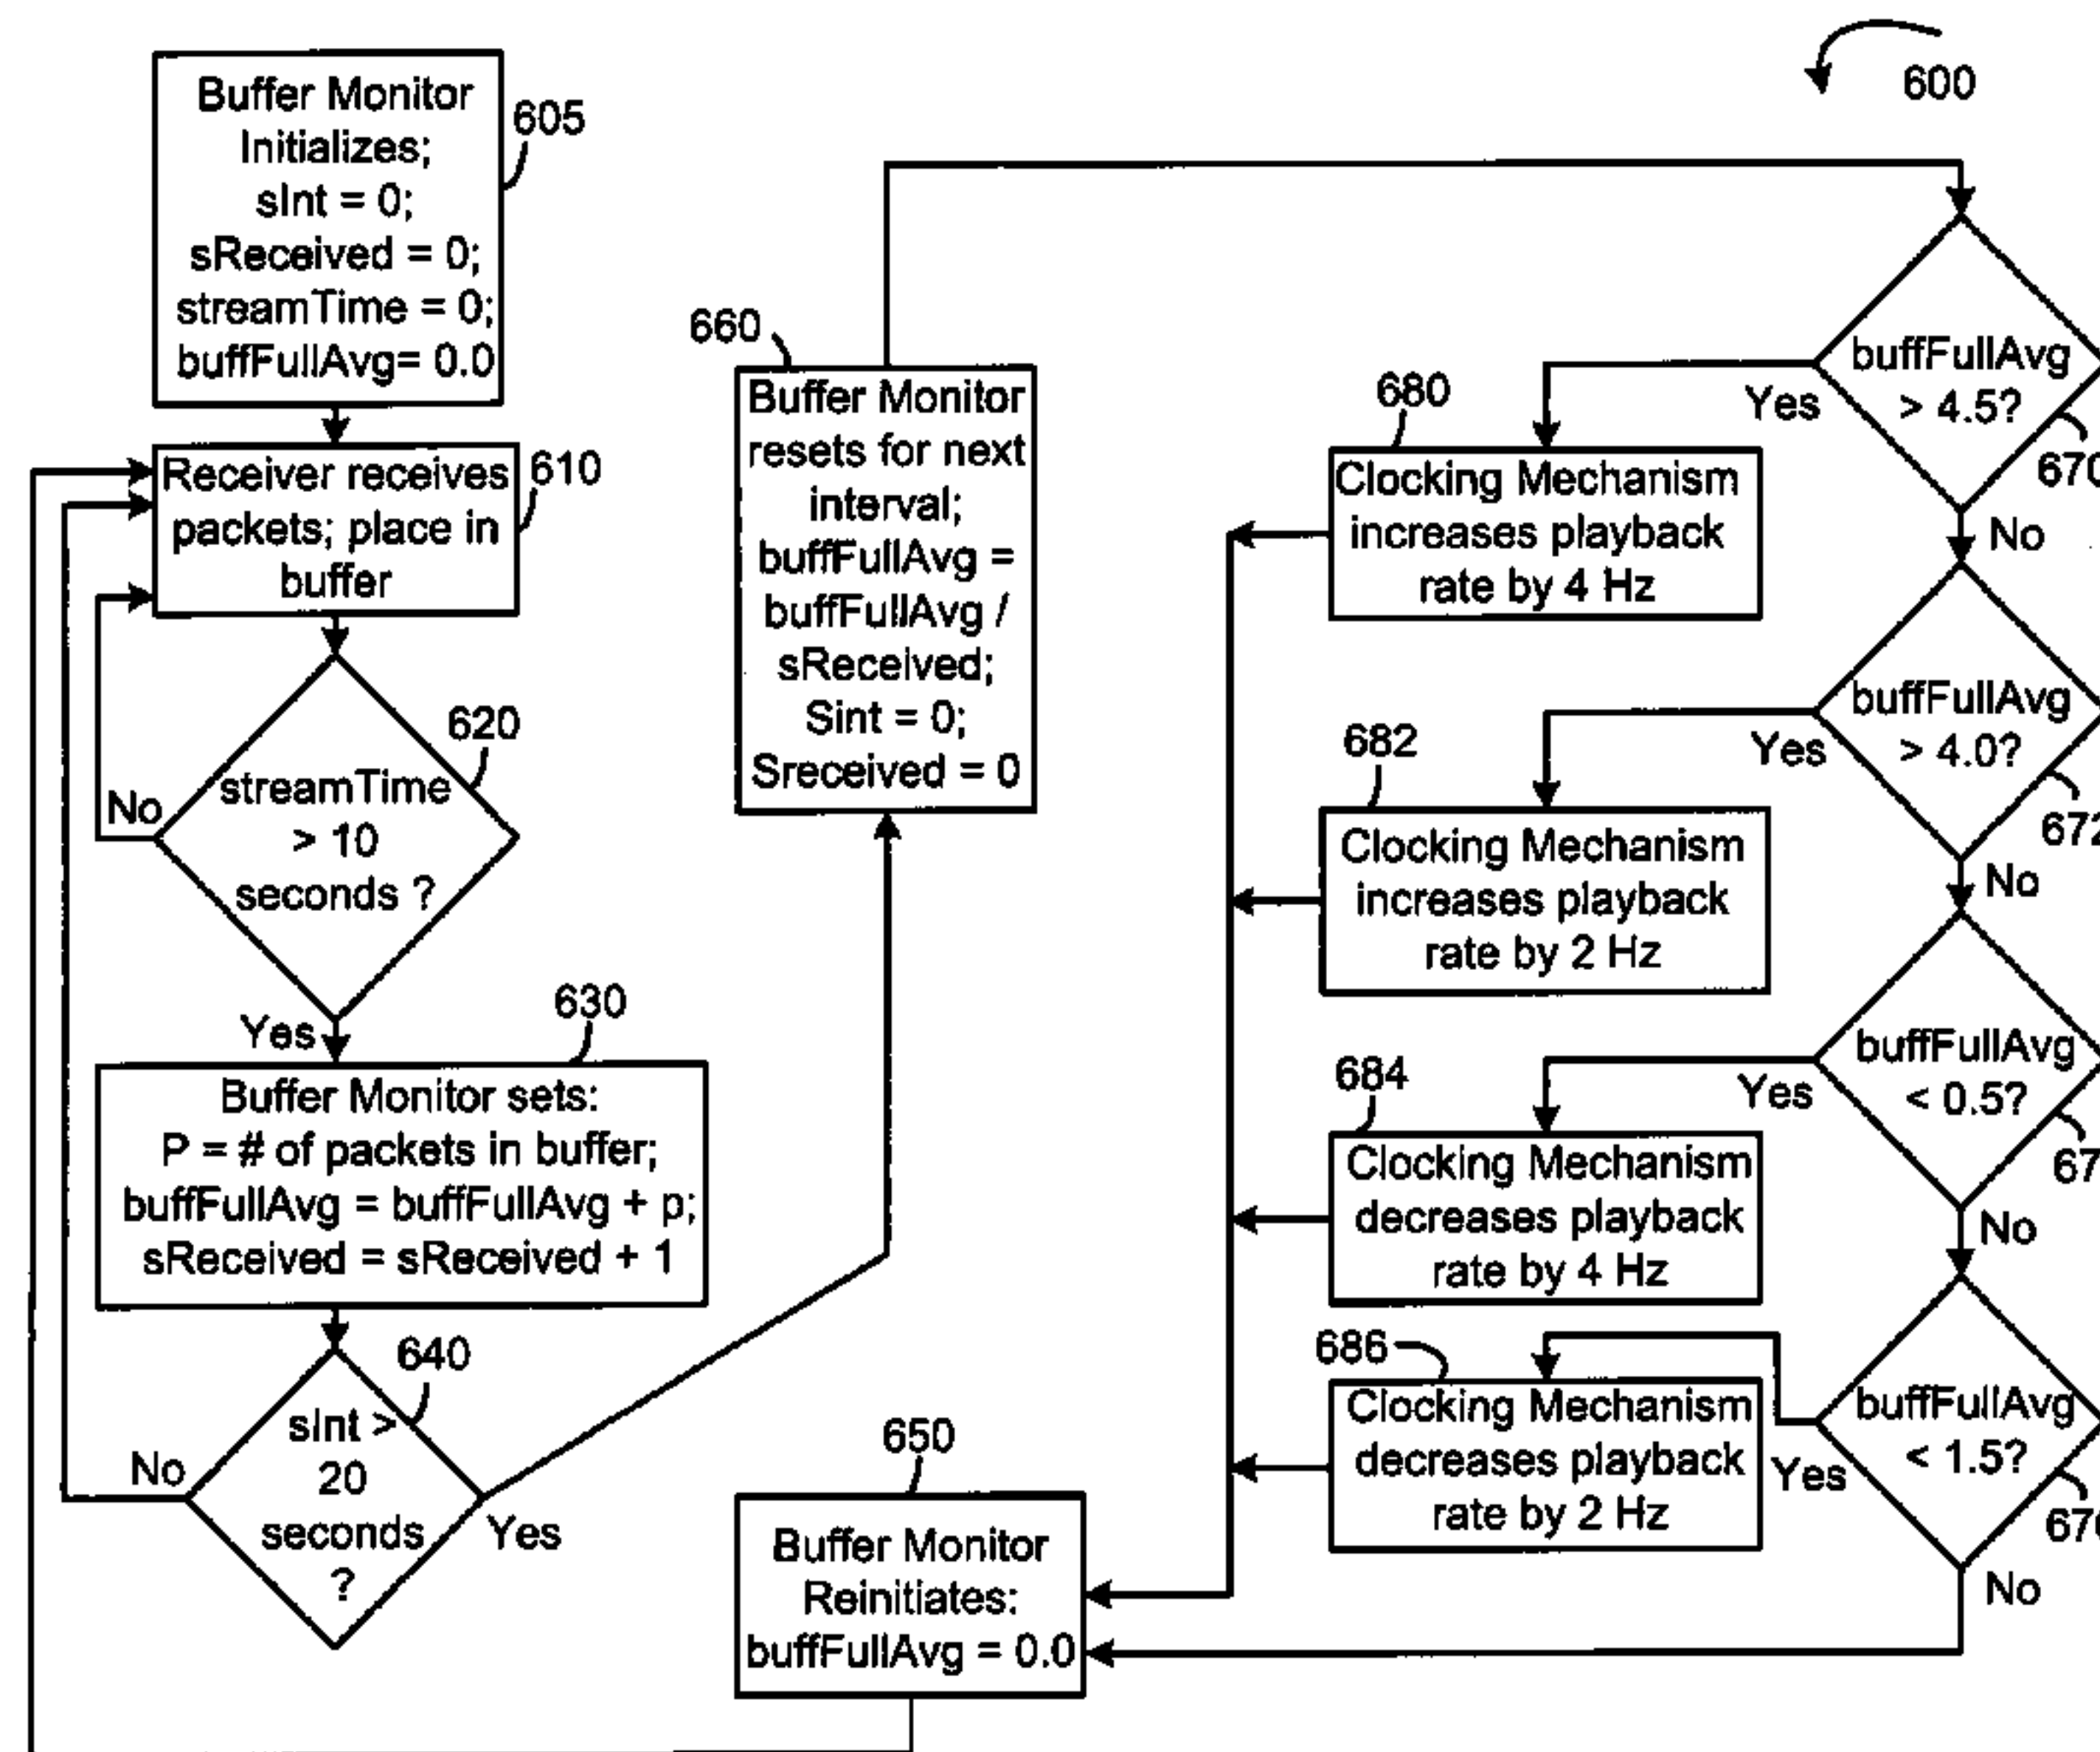 600
Buffer Monitor
Initializes;
sInt = 0;
sReceived = 0;
streamTime = 0;
buffFullAvg= 0.0
605
Receiver receives
packets; place in
buffer
610
streamTime
> 10
seconds ?
620
No
Yes
Buffer Monitor sets:
P = # of packets in buffer;
buffFullAvg = buffFullAvg + p;
sReceived = sReceived + 1
630
sInt >
20
seconds
?
640
No
Yes
660
Buffer Monitor
resets for next
interval;
buffFullAvg =
buffFullAvg /
sReceived;
Sint = 0;
Sreceived = 0
650
Buffer Monitor
Reinitiates:
buffFullAvg = 0.0
buffFullAvg
> 4.5?
Yes
No
680
Clocking Mechanism
increases playback
rate by 4 Hz
buffFullAvg
> 4.0?
Yes
No
682
Clocking Mechanism
increases playback
rate by 2 Hz
buffFullAvg
< 0.5?
Yes
No
684
Clocking Mechanism
decreases playback
rate by 4 Hz
buffFullAvg
< 1.5?
Yes
No
686
Clocking Mechanism
decreases playback
rate by 2 Hz